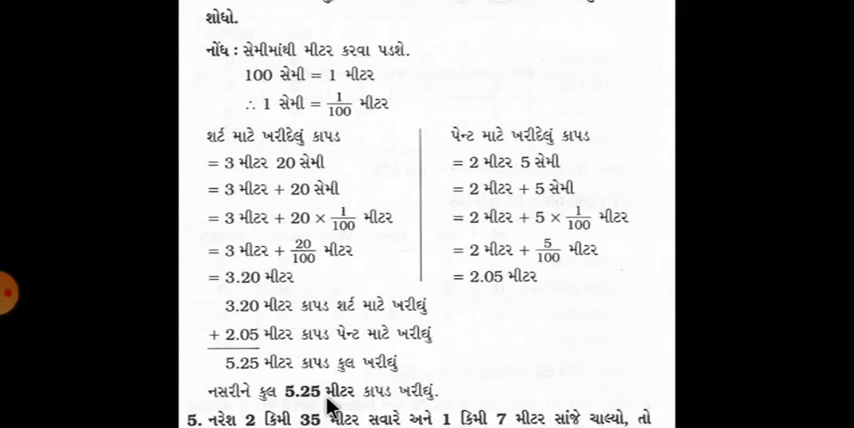 શોધો.
નોંધ : સેમીમાંથી મીટર કરવા પડશે.
100 સેમી = 1 મીટર
∴ 1 સેમી = 1/100 મીટર
શર્ટ માટે ખરીદેલું કાપડ
= 3 મીટર 20 સેમી
= 3 મીટર + 20 સેમી
= 3 મીટર + 20 × 1/100 મીટર
= 3 મીટર + 20/100 મીટર
= 3.20 મીટર
પેન્ટ માટે ખરીદેલું કાપડ
= 2 મીટર 5 સેમી
= 2 મીટર + 5 સેમી
= 2 મીટર + 5 × 1/100 મીટર
= 2 મીટર + 5/100 મીટર
= 2.05 મીટર
3.20 મીટર કાપડ શર્ટ માટે ખરીધું
+ 2.05 મીટર કાપડ પેન્ટ માટે ખરીધું
5.25 મીટર કાપડ કુલ ખરીધું
નસરીને કુલ 5.25 મીટર કાપડ ખરીધું.
5. નરેશ 2 કિમી 35 મીટર સવારે અને 1 કિમી 7 મીટર સાંજે ચાલ્યો, તો